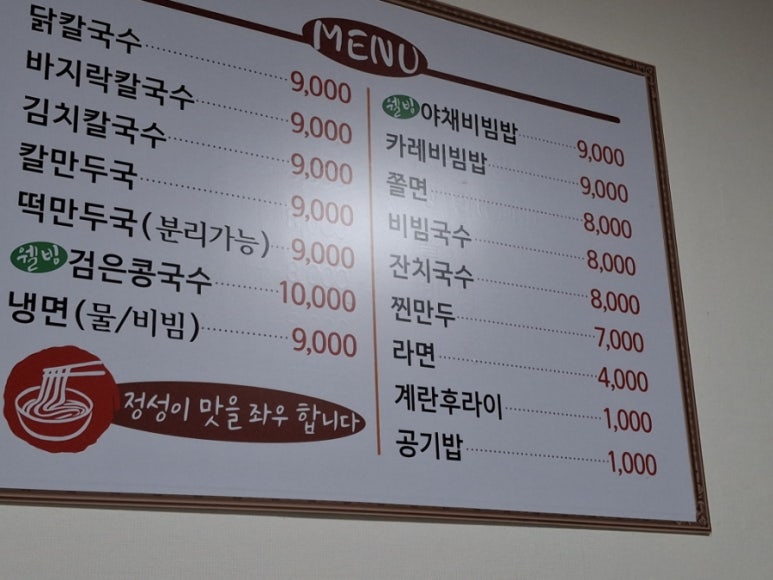 MENU
닭칼국수 9,000
바지락칼국수 9,000
김치칼국수 9,000
칼만두국 9,000
떡만두국(분리가능) 9,000
웰빙 검은콩국수 10,000
냉면(물/비빔) 9,000
정성이 맛을 좌우 합니다
웰빙 야채비빔밥 9,000
카레비빔밥 9,000
쫄면 8,000
비빔국수 8,000
잔치국수 8,000
찐만두 7,000
라면 4,000
계란후라이 1,000
공기밥 1,000